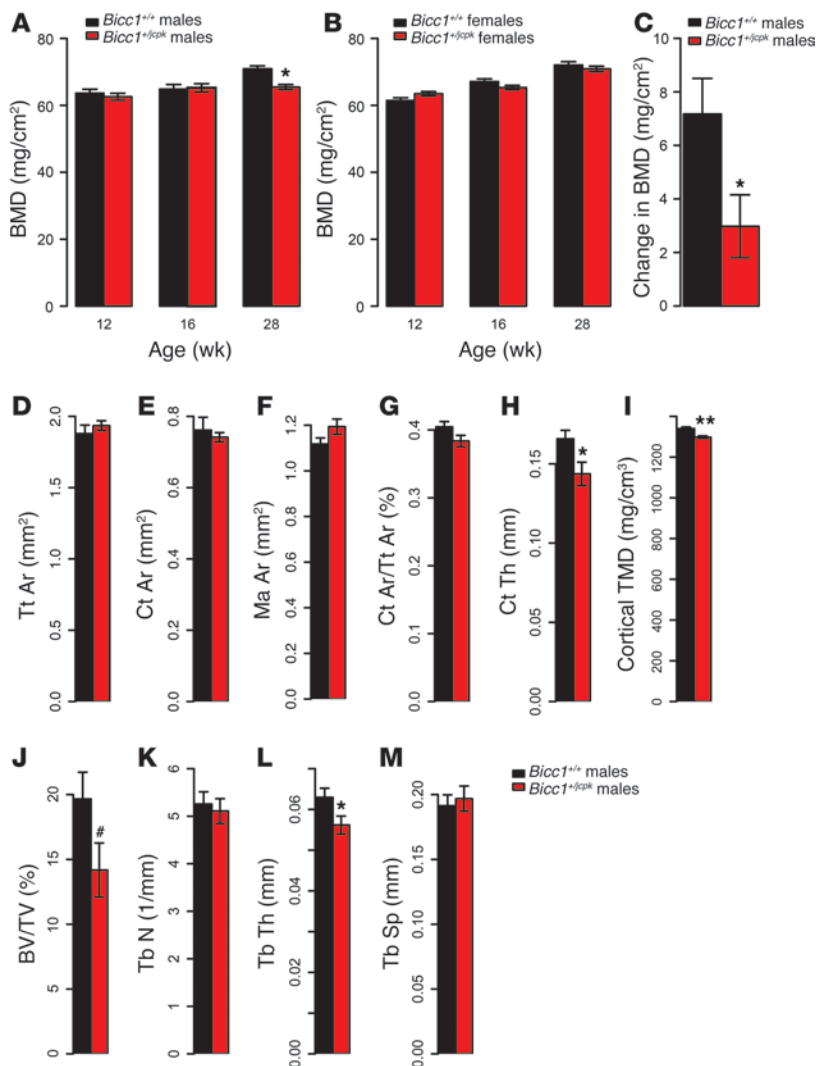 A
Bicc1+/+ males
Bicc1+/jcpk males
BMD (mg/cm2)
80
60
40
20
0
*
12 16 28
Age (wk)
B
Bicc1+/+ females
Bicc1+/jcpk females
BMD (mg/cm2)
80
60
40
20
0
12 16 28
Age (wk)
C
Bicc1+/+ males
Bicc1+/jcpk males
Change in BMD (mg/cm2)
10
8
6
4
2
0
*
D
Tt Ar (mm2)
2.0
1.5
1.0
0.5
0.0
E
Ct Ar (mm2)
0.8
0.6
0.4
0.2
0.0
F
Ma Ar (mm2)
1.2
1.0
0.8
0.6
0.4
0.2
0.0
G
Ct Ar/Tt Ar (%)
0.4
0.3
0.2
0.1
0.0
H
Ct Th (mm)
0.15
0.10
0.05
0.00
*
I
Cortical TMD (mg/cm3)
1200
1000
800
600
400
200
0
**
J
BV/TV (%)
20
15
10
5
0
#
K
Tb N (1/mm)
6
5
4
3
2
1
0
L
Tb Th (mm)
0.06
0.04
0.02
0.00
*
M
Tb Sp (mm)
0.20
0.15
0.10
0.05
0.00
Bicc1+/+ males
Bicc1+/jcpk males